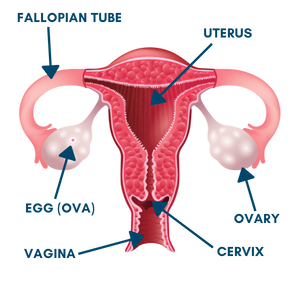 FALLOPIAN TUBE
UTERUS
EGG (OVA)
OVARY
VAGINA
CERVIX